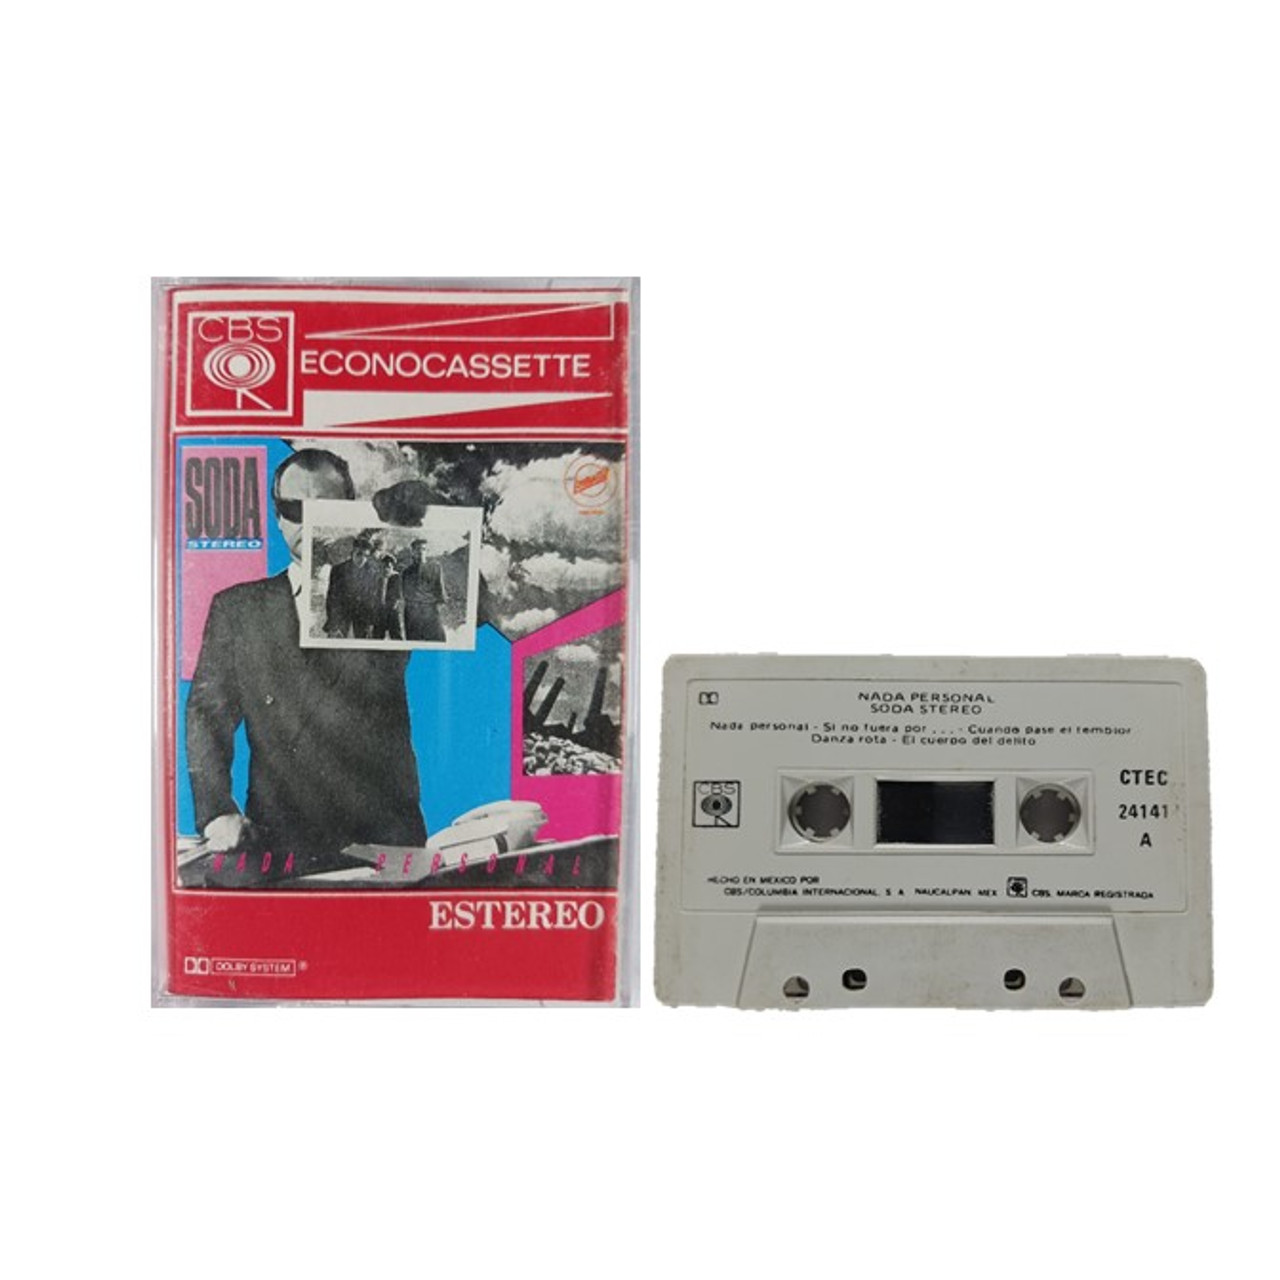 CBS
ECONOCASSETTE
SODA
STEREO
NADA PERSONAL
ESTEREO
DOLBY SYSTEM ®
NADA PERSONAL
SODA STEREO
Nada personal - Si no fuera por . . . - Cuando pase el temblor
Danza rota - El cuerpo del delito
CBS
CTEC
24141
A
HECHO EN MEXICO POR
CBS/COLUMBIA INTERNACIONAL, S. A. NAUCALPAN MEX. CBS. MARCA REGISTRADA